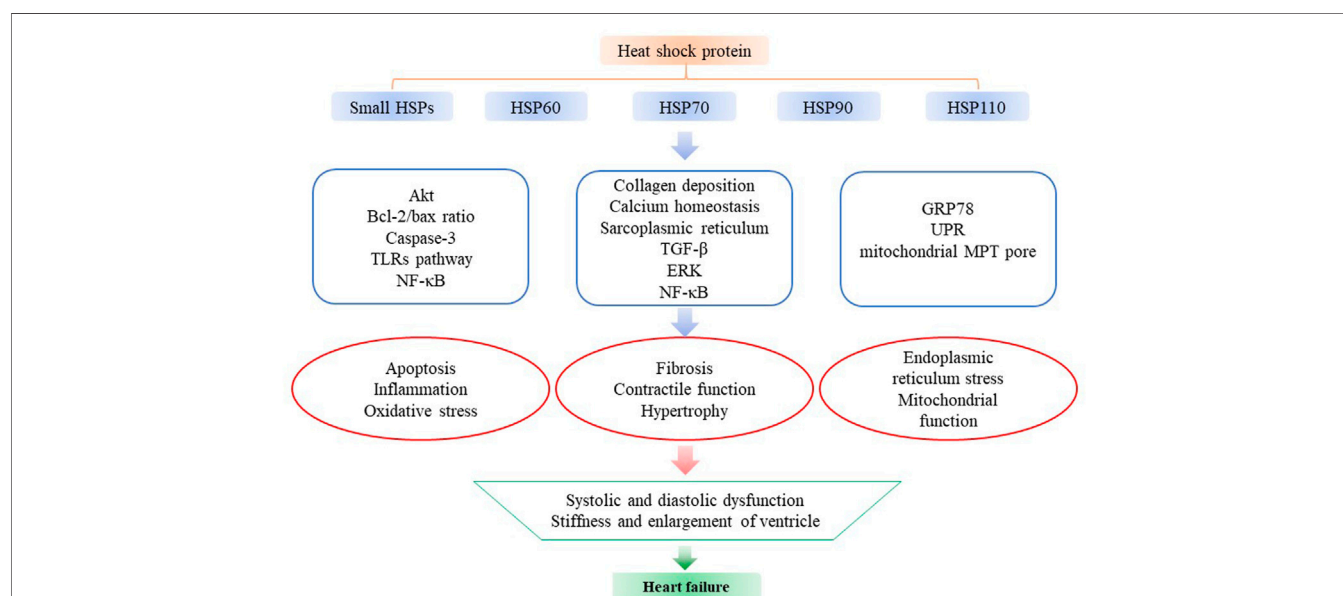 Heat shock protein
Small HSPs
HSP60
HSP70
HSP90
HSP110
Akt
Bcl-2/bax ratio
Caspase-3
TLRs pathway
NF-κB
Collagen deposition
Calcium homeostasis
Sarcoplasmic reticulum
TGF-β
ERK
NF-κB
GRP78
UPR
mitochondrial MPT pore
Apoptosis
Inflammation
Oxidative stress
Fibrosis
Contractile function
Hypertrophy
Endoplasmic
reticulum stress
Mitochondrial
function
Systolic and diastolic dysfunction
Stiffness and enlargement of ventricle
Heart failure